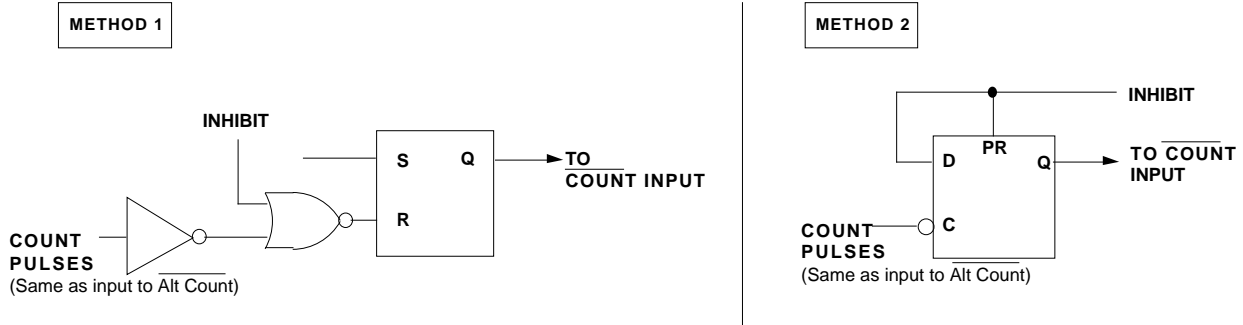 METHOD 1
INHIBIT
S
Q
TO
COUNT INPUT
R
COUNT
PULSES
(Same as input to Alt Count)
METHOD 2
INHIBIT
PR
D
Q
TO COUNT
INPUT
C
COUNT
PULSES
(Same as input to Alt Count)